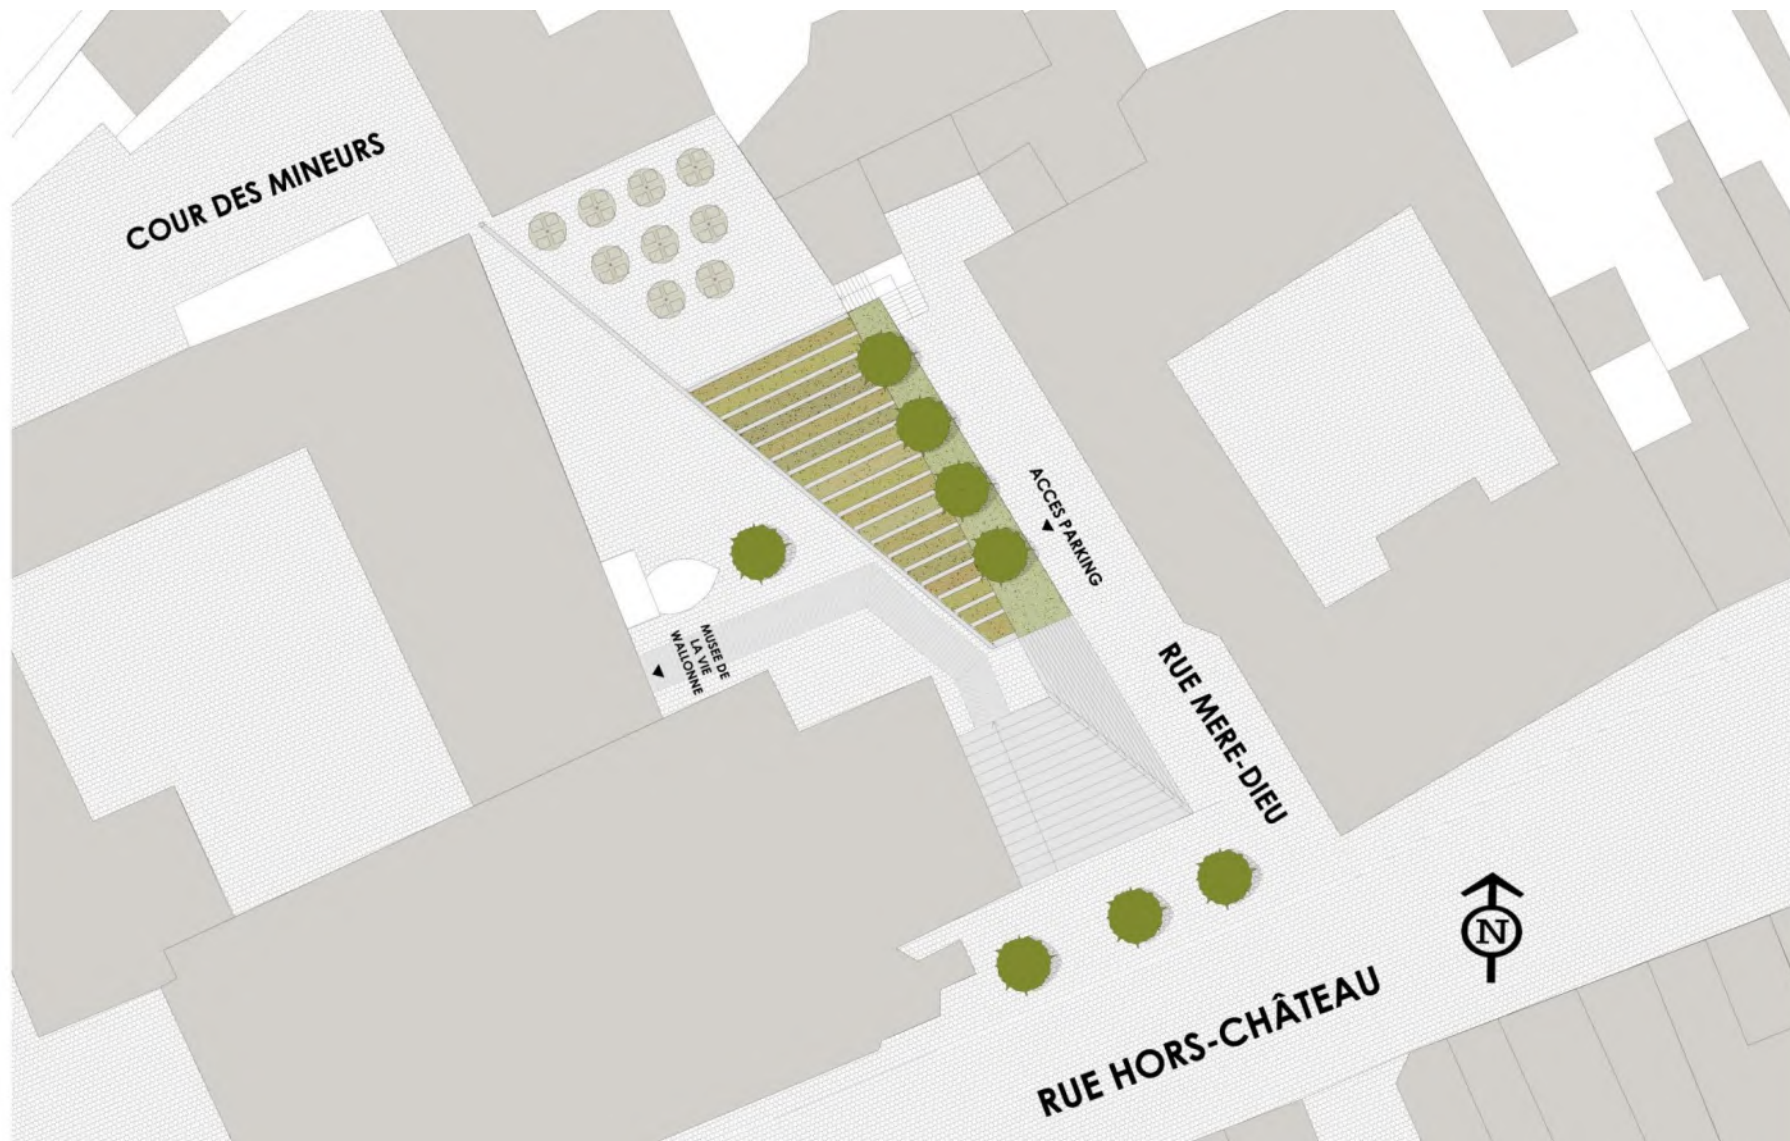 COUR DES MINEURS
ACCES PARKING
MUSEE DE
LA VIE
WALLONNE
RUE MERE-DIEU
N
RUE HORS-CHÂTEAU